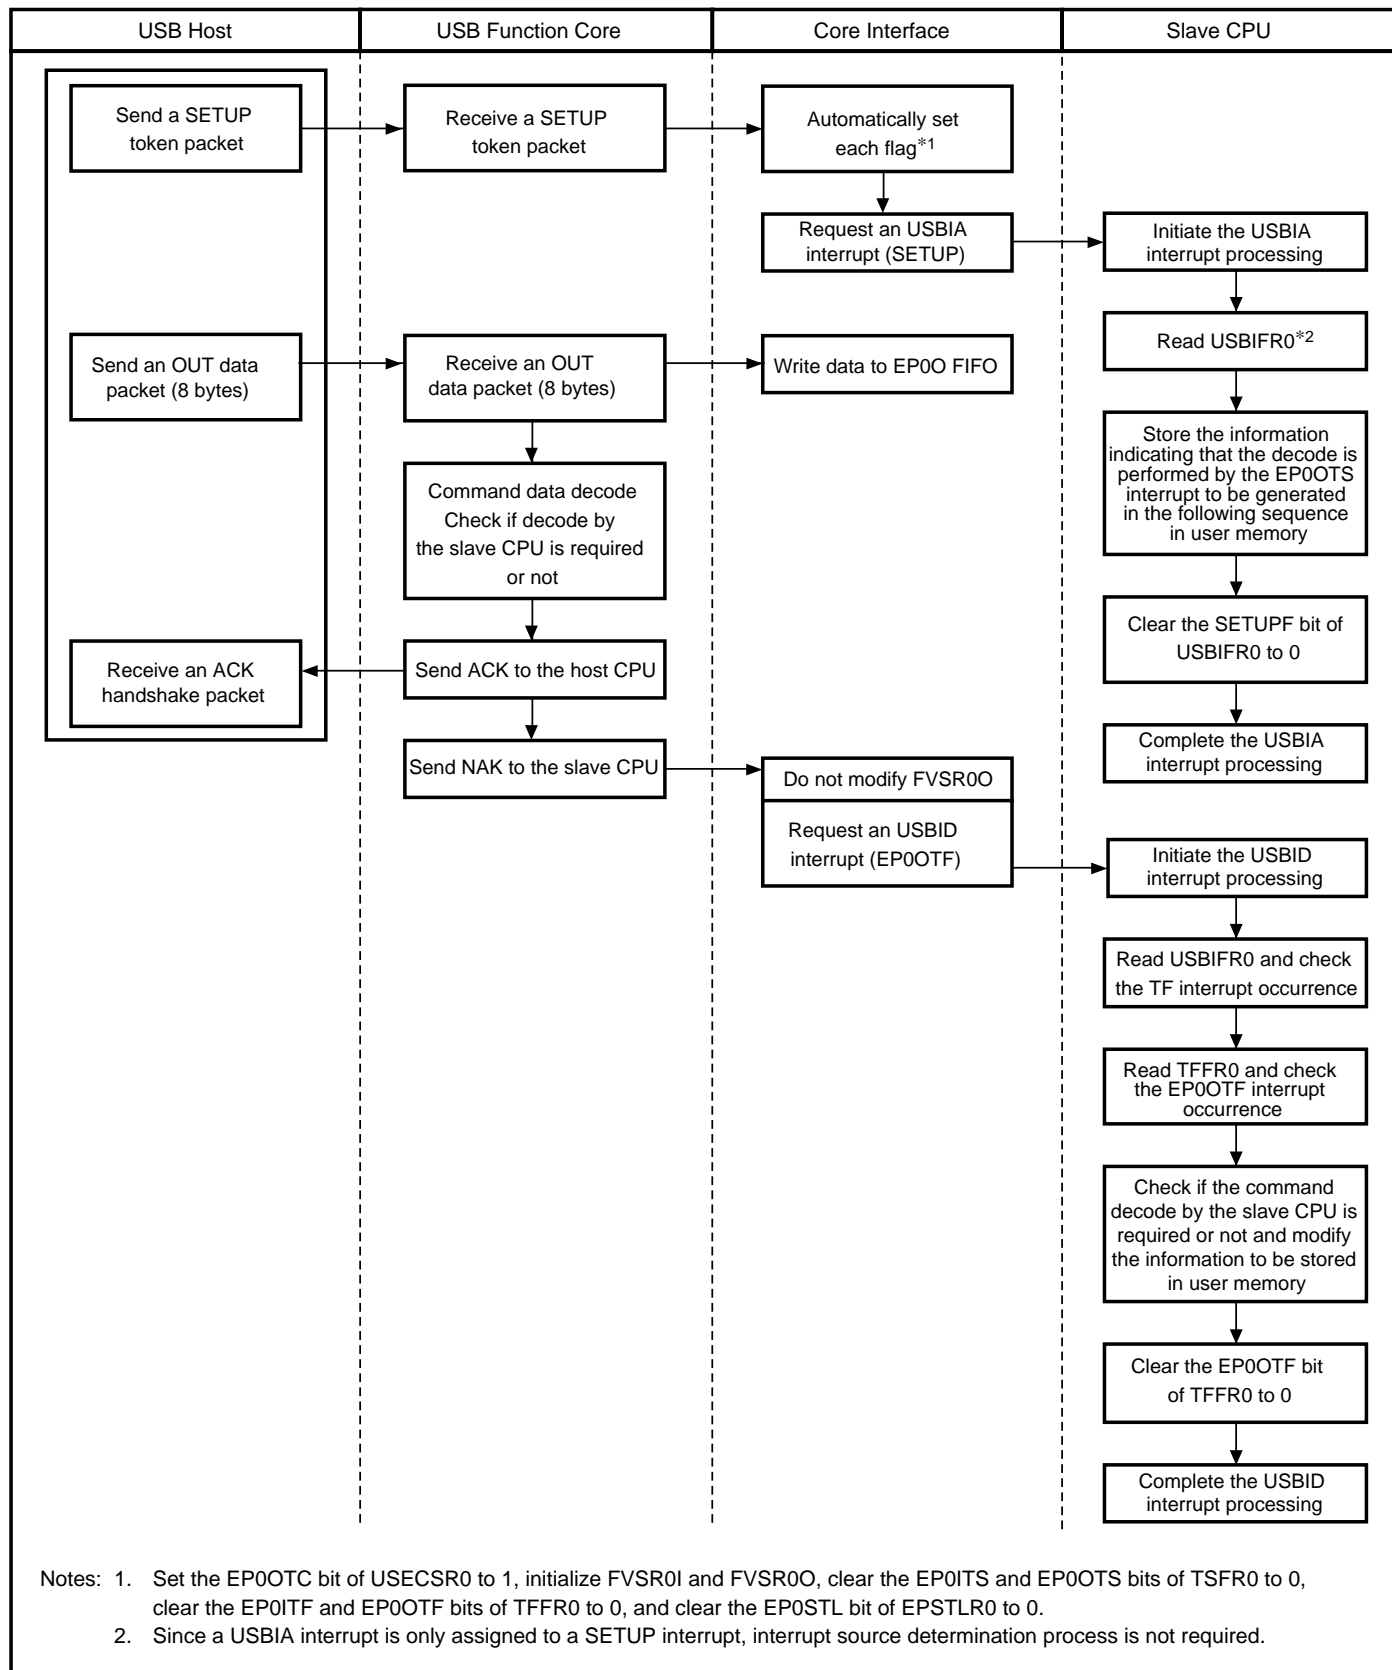 USB Host
USB Function Core
Core Interface
Slave CPU
Send a SETUP
token packet
Receive a SETUP
token packet
Automatically set
each flag*1
Request an USBIA
interrupt (SETUP)
Initiate the USBIA
interrupt processing
Read USBIFR0*2
Send an OUT data
packet (8 bytes)
Receive an OUT
data packet (8 bytes)
Write data to EP0O FIFO
Store the information
indicating that the decode is
performed by the EP0OTS
interrupt to be generated
in the following sequence
in user memory
Command data decode
Check if decode by
the slave CPU is required
or not
Clear the SETUPF bit of
USBIFR0 to 0
Receive an ACK
handshake packet
Send ACK to the host CPU
Complete the USBIA
interrupt processing
Send NAK to the slave CPU
Do not modify FVSR0O
Request an USBID
interrupt (EP0OTF)
Initiate the USBID
interrupt processing
Read USBIFR0 and check
the TF interrupt occurrence
Read TFFR0 and check
the EP0OTF interrupt
occurrence
Check if the command
decode by the slave CPU is
required or not and modify
the information to be stored
in user memory
Clear the EP0OTF bit
of TFFR0 to 0
Complete the USBID
interrupt processing
Notes: 1. Set the EP0OTC bit of USECSR0 to 1, initialize FVSR0I and FVSR0O, clear the EP0ITS and EP0OTS bits of TSFR0 to 0,
clear the EP0ITF and EP0OTF bits of TFFR0 to 0, and clear the EP0STL bit of EPSTLR0 to 0.
2. Since a USBIA interrupt is only assigned to a SETUP interrupt, interrupt source determination process is not required.